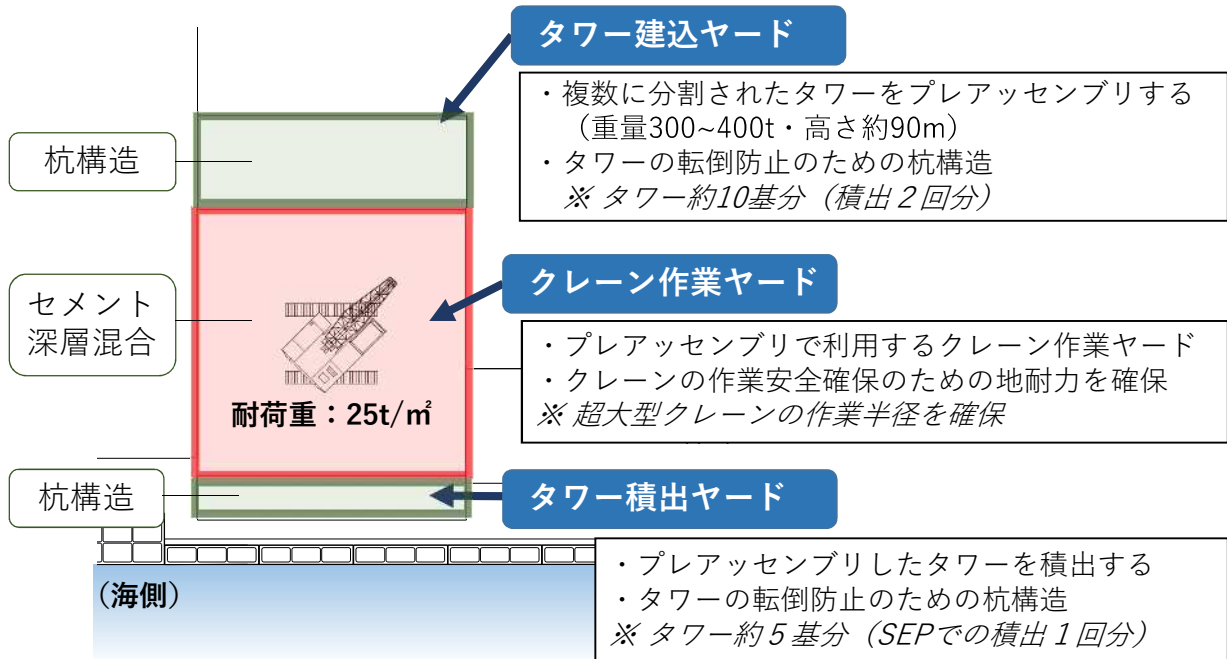 タワー建込ヤード
・複数に分割されたタワーをプレアッセンブリする
（重量300~400t・高さ約90m）
・タワーの転倒防止のための杭構造
※ タワー約10基分（積出２回分）
杭構造
クレーン作業ヤード
セメント
深層混合
・プレアッセンブリで利用するクレーン作業ヤード
・クレーンの作業安全確保のための地耐力を確保
※ 超大型クレーンの作業半径を確保
耐荷重：25t/㎡
杭構造
タワー積出ヤード
・プレアッセンブリしたタワーを積出する
・タワーの転倒防止のための杭構造
※ タワー約５基分（SEPでの積出１回分）
（海側）